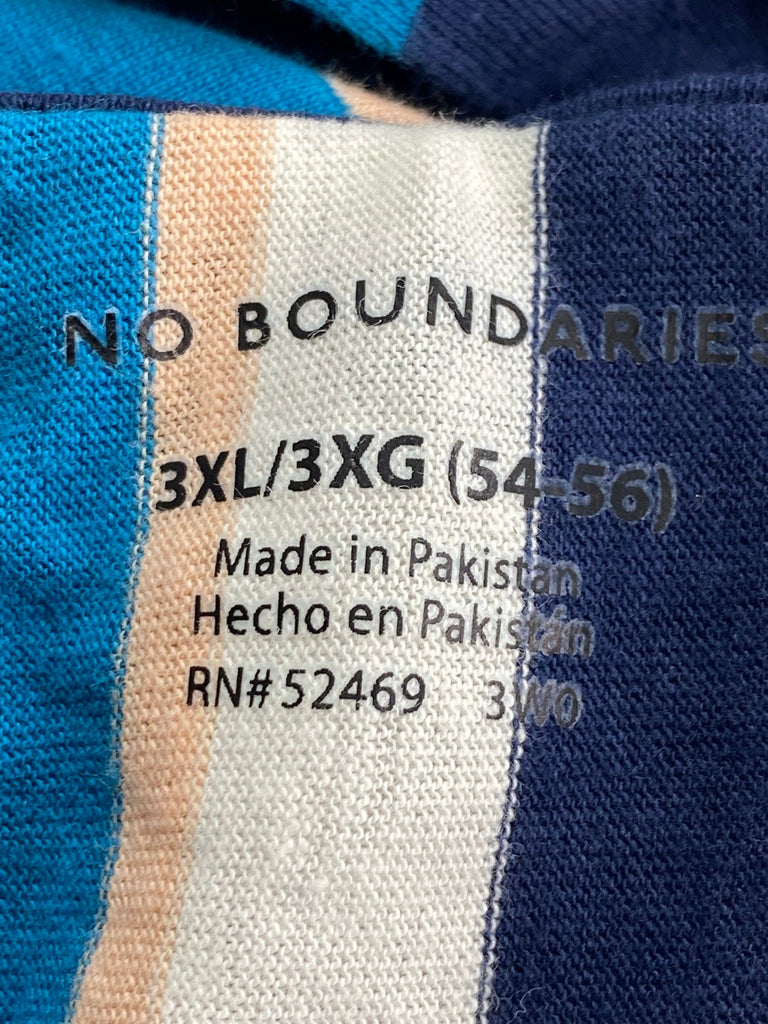 NO BOUNDARIES
3XL/3XG (54-56)
Made in Pakistan
Hecho en Pakistán
RN# 52469 3W0